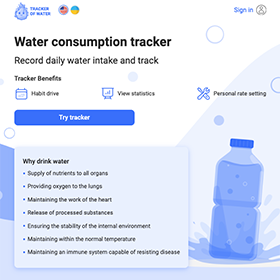 TRACKER
OF WATER
Sign in
Water consumption tracker
Record daily water intake and track
Tracker Benefits
Habit drive
View statistics
Personal rate setting
Try tracker
Why drink water
Supply of nutrients to all organs
Providing oxygen to the lungs
Maintaining the work of the heart
Release of processed substances
Ensuring the stability of the internal environment
Maintaining within the normal temperature
Maintaining an immune system capable of resisting disease